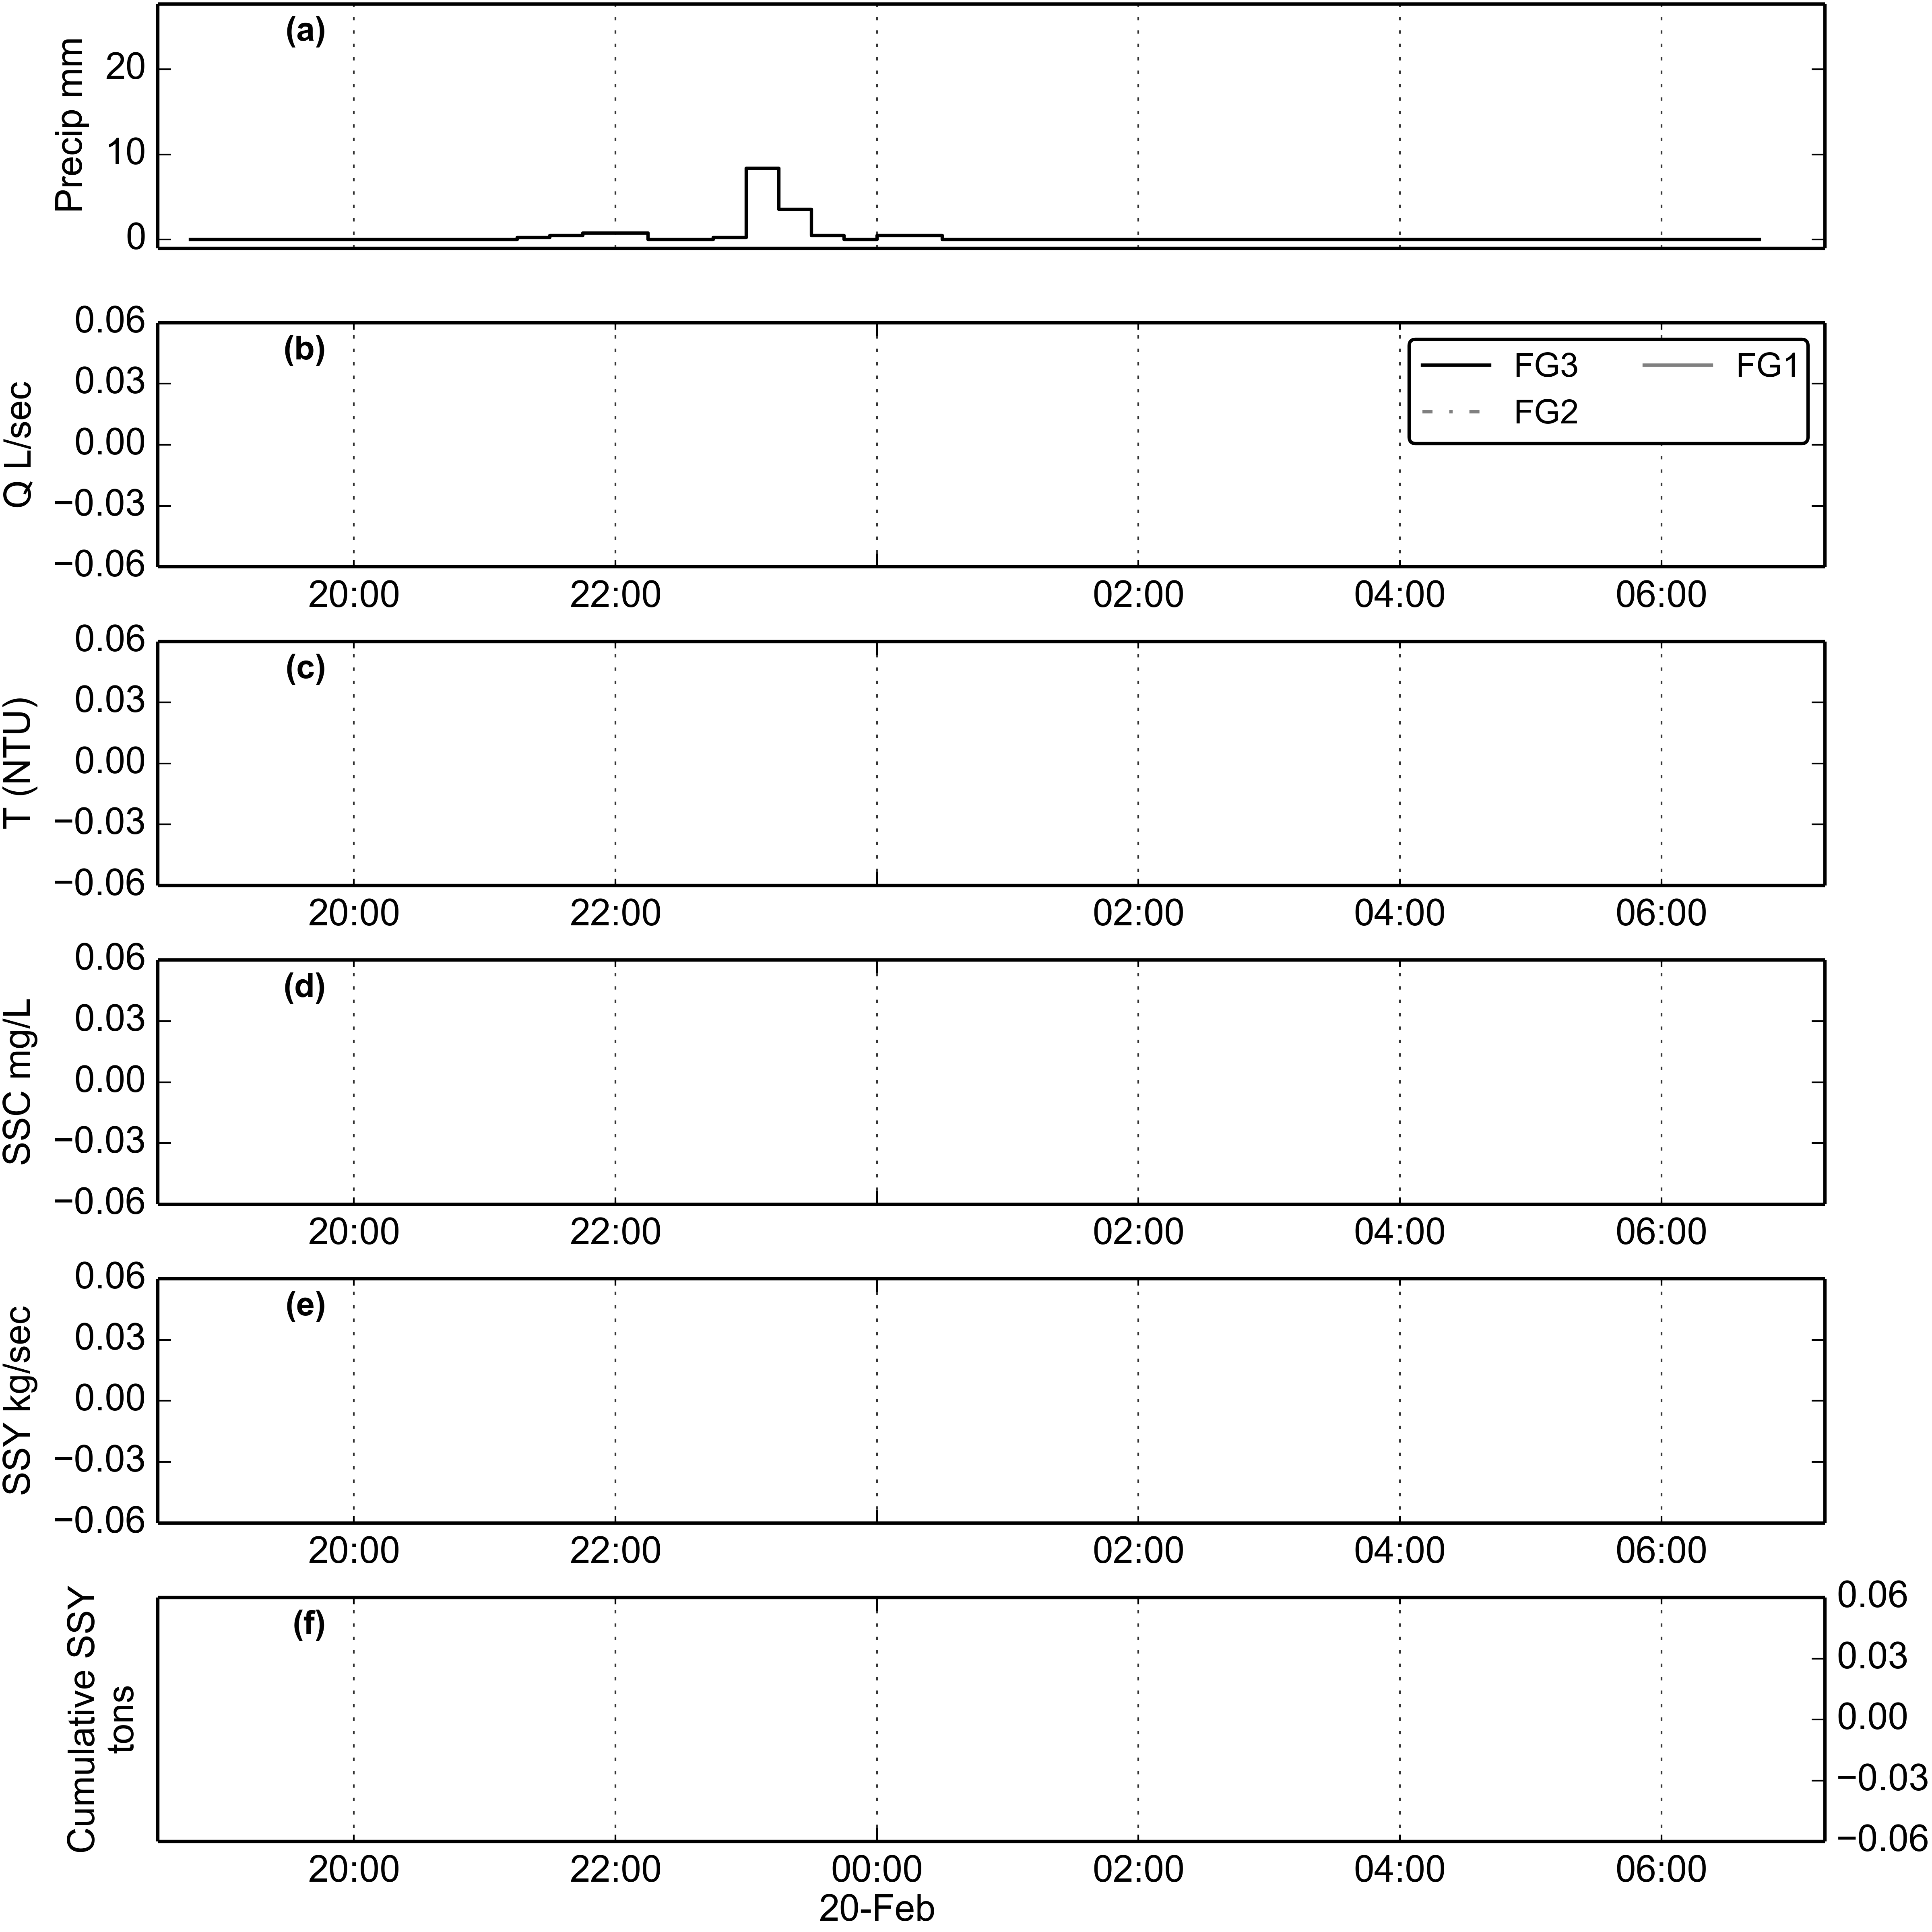 (a)
Precip mm
20
10
0
(b)
Q L/sec
0.06
0.03
0.00
−0.03
−0.06
FG3 FG1
FG2
20:00 22:00 02:00 04:00 06:00
(c)
T (NTU)
0.06
0.03
0.00
−0.03
−0.06
20:00 22:00 02:00 04:00 06:00
(d)
SSC mg/L
0.06
0.03
0.00
−0.03
−0.06
20:00 22:00 02:00 04:00 06:00
(e)
SSY kg/sec
0.06
0.03
0.00
−0.03
−0.06
20:00 22:00 02:00 04:00 06:00
(f)
Cumulative SSY
tons
0.06
0.03
0.00
−0.03
−0.06
20:00 22:00 00:00 02:00 04:00 06:00
20-Feb